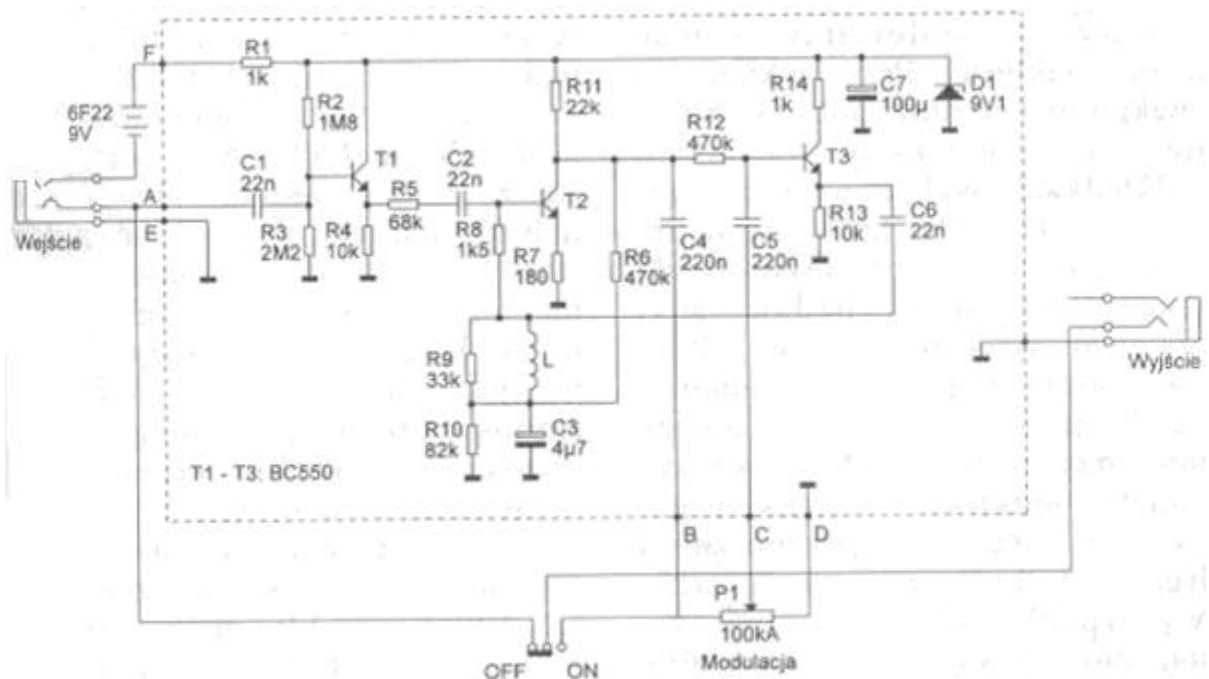 F
R1
1k
6F22
9V
R2
1M8
C1
22n
A
E
Wejście
R3
2M2
T1
R4
10k
R5
68k
C2
22n
R8
1k5
R11
22k
T2
R7
180
R6
470k
R12
470k
C4
220n
C5
220n
R14
1k
T3
R13
10k
C7
100µ
D1
9V1
C6
22n
Wyjście
R9
33k
L
R10
82k
C3
4µ7
T1 - T3: BC550
B
C
D
P1
100kA
Modulacja
OFF
ON